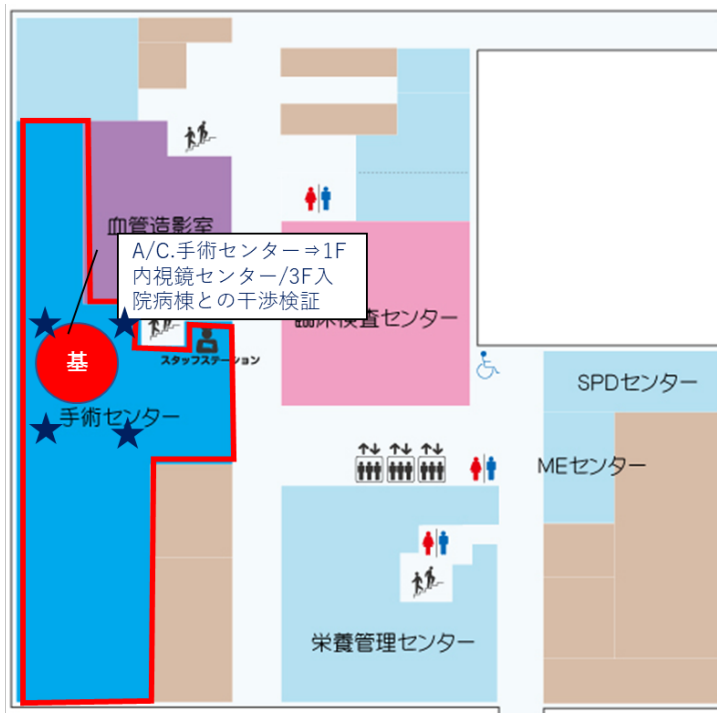 血管造影室
A/C.手術センター⇒1F
内視鏡センター/3F入
院病棟との干渉検証
臨床検査センター
スタッフステーション
基
手術センター
SPDセンター
MEセンター
栄養管理センター